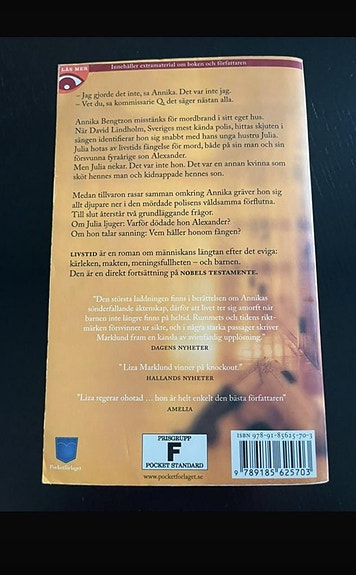 LÄS MER
Innehåller extramaterial om boken och författaren
– Jag gjorde det inte, sa Annika. Det var inte jag.
– Vet du, sa kommissarie Q, det säger nästan alla.
Annika Bengtzon misstänks för mordbrand i sitt eget hus.
När David Lindholm, Sveriges mest kända polis, hittas skjuten i
sängen identifierar hon sig snabbt med hans unga hustru Julia.
Julia hotas av livstids fängelse för mord, både på sin man och sin
försvunna fyraårige son Alexander.
Men Julia nekar. Det var inte hon. Det var en annan kvinna som
sköt hennes man och kidnappade hennes son.
Medan tillvaron rasar samman omkring Annika gräver hon sig
allt djupare ner i den mördade polisens våldsamma förflutna.
Till slut återstår två grundläggande frågor.
Om Julia ljuger: Varför dödade hon Alexander?
Om hon talar sanning: Vem håller honom fången?
LIVSTID är en roman om människans längtan efter det eviga:
kärleken, makten, meningsfullheten – och barnen.
Den är en direkt fortsättning på NOBELS TESTAMENTE.
"Den största laddningen finns i berättelsen om Annikas
sönderfallande äktenskap, därför att livet ter sig smorft när
barnen inte längre finns på heltid. Rummets och tidens rikt-
märken försvinner ur sikte, och i några starka passager skriver
Marklund fram en känsla av svårartad upplösning."
DAGENS NYHETER
"Liza Marklund vinner på knockout."
HALLANDS NYHETER
"Liza regerar ohotad ... hon är helt enkelt den bästa författaren"
AMELIA
Pocketförlaget
PRISGRUPP
F
POCKET STANDARD
www.pocketforlaget.se
ISBN 978-91-85625-70-3
9 789185 625703